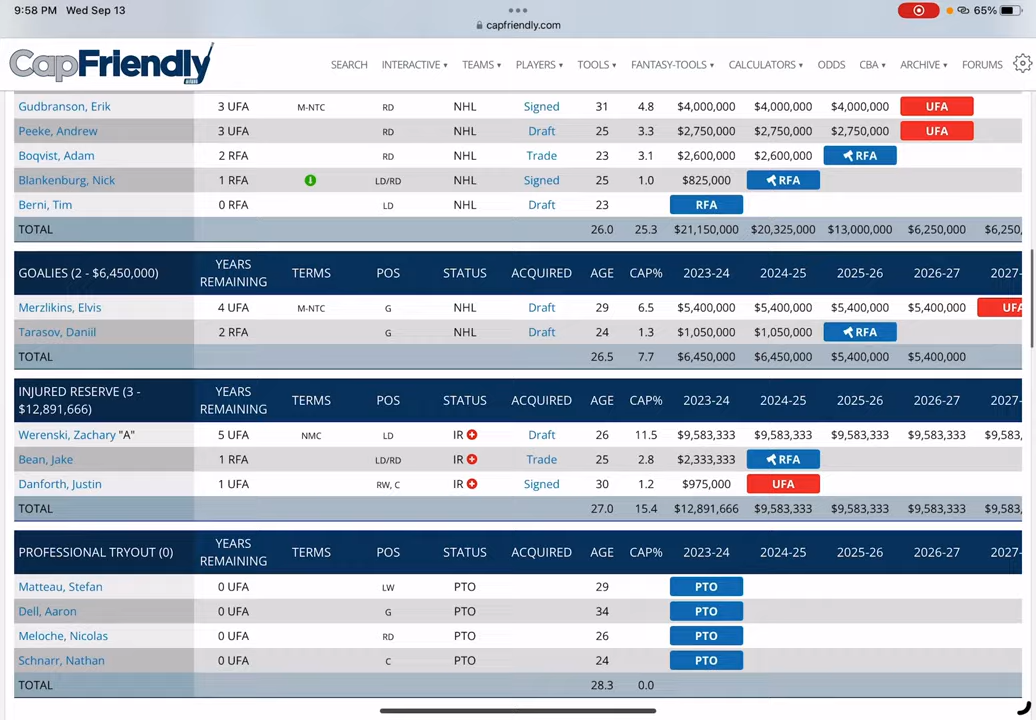 9:58 PM Wed Sep 13
65%
capfriendly.com
CapFriendly
SEARCH INTERACTIVE TEAMS PLAYERS TOOLS FANTASY-TOOLS CALCULATORS ODDS CBA ARCHIVE FORUMS
Gudbranson, Erik 3 UFA M-NTC RD NHL Signed 31 4.8 $4,000,000 $4,000,000 $4,000,000 UFA
Peeke, Andrew 3 UFA RD NHL Draft 25 3.3 $2,750,000 $2,750,000 $2,750,000 UFA
Boqvist, Adam 2 RFA RD NHL Trade 23 3.1 $2,600,000 $2,600,000 RFA
Blankenburg, Nick 1 RFA LD/RD NHL Signed 25 1.0 $825,000 RFA
Berni, Tim 0 RFA LD NHL Draft 23 RFA
TOTAL 26.0 25.3 $21,150,000 $20,325,000 $13,000,000 $6,250,000 $6,250,
GOALIES (2 - $6,450,000) YEARS REMAINING TERMS POS STATUS ACQUIRED AGE CAP% 2023-24 2024-25 2025-26 2026-27 2027-
Merzlikins, Elvis 4 UFA M-NTC G NHL Draft 29 6.5 $5,400,000 $5,400,000 $5,400,000 $5,400,000 UFA
Tarasov, Daniil 2 RFA G NHL Draft 24 1.3 $1,050,000 $1,050,000 RFA
TOTAL 26.5 7.7 $6,450,000 $6,450,000 $5,400,000 $5,400,000
INJURED RESERVE (3 - $12,891,666) YEARS REMAINING TERMS POS STATUS ACQUIRED AGE CAP% 2023-24 2024-25 2025-26 2026-27 2027-
Werenski, Zachary "A" 5 UFA NMC LD IR Draft 26 11.5 $9,583,333 $9,583,333 $9,583,333 $9,583,333 $9,583,
Bean, Jake 1 RFA LD/RD IR Trade 25 2.8 $2,333,333 RFA
Danforth, Justin 1 UFA RW, C IR Signed 30 1.2 $975,000 UFA
TOTAL 27.0 15.4 $12,891,666 $9,583,333 $9,583,333 $9,583,333 $9,583,
PROFESSIONAL TRYOUT (0) YEARS REMAINING TERMS POS STATUS ACQUIRED AGE CAP% 2023-24 2024-25 2025-26 2026-27 2027-
Matteau, Stefan 0 UFA LW PTO 29 PTO
Dell, Aaron 0 UFA G PTO 34 PTO
Meloche, Nicolas 0 UFA RD PTO 26 PTO
Schnarr, Nathan 0 UFA C PTO 24 PTO
TOTAL 28.3 0.0